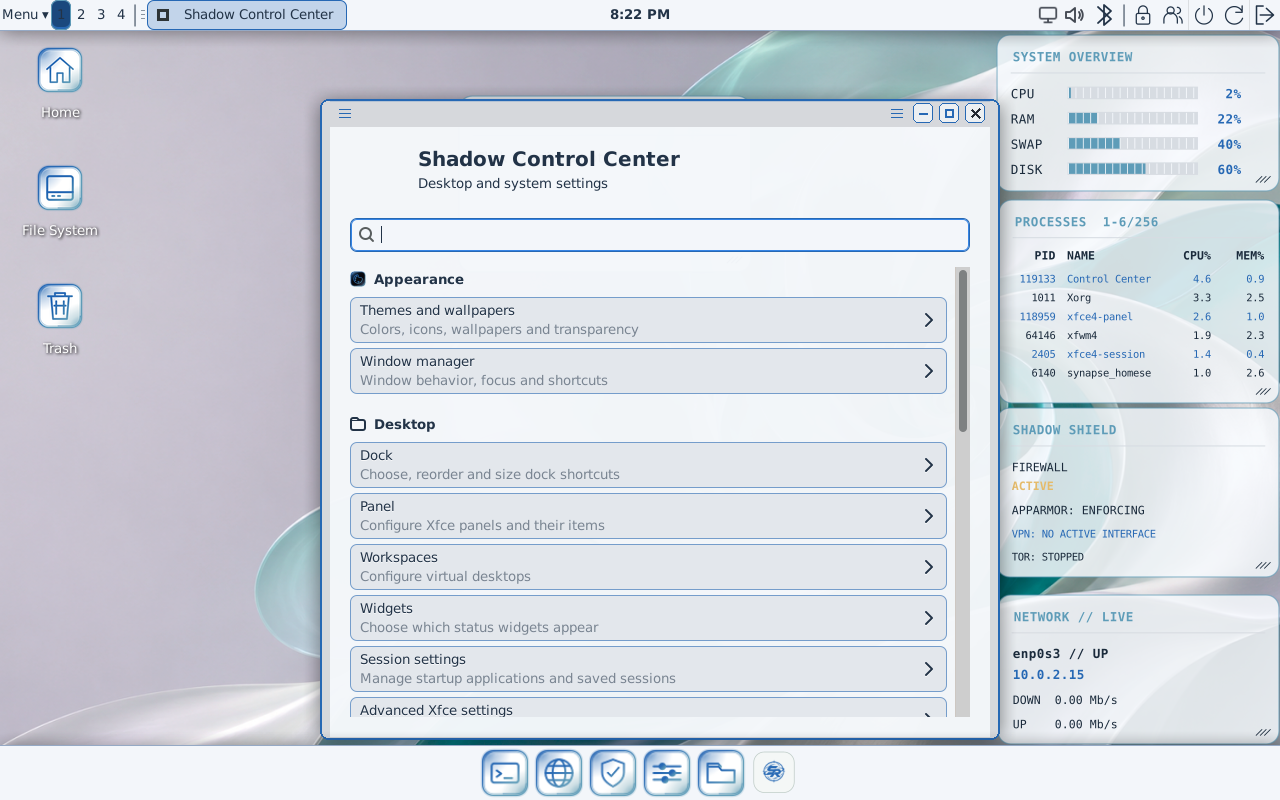 Menu 1 2 3 4 Shadow Control Center 8:22 PM
Home
File System
Trash
Shadow Control Center
Desktop and system settings
Appearance
Themes and wallpapers
Colors, icons, wallpapers and transparency
Window manager
Window behavior, focus and shortcuts
Desktop
Dock
Choose, reorder and size dock shortcuts
Panel
Configure Xfce panels and their items
Workspaces
Configure virtual desktops
Widgets
Choose which status widgets appear
Session settings
Manage startup applications and saved sessions
Advanced Xfce settings
SYSTEM OVERVIEW
CPU 2%
RAM 22%
SWAP 40%
DISK 60%
PROCESSES 1-6/256
PID NAME CPU% MEM%
119133 Control Center 4.6 0.9
1011 Xorg 3.3 2.5
118959 xfce4-panel 2.6 1.0
64146 xfwm4 1.9 2.3
2405 xfce4-session 1.4 0.4
6140 synapse_homese 1.0 2.6
SHADOW SHIELD
FIREWALL
ACTIVE
APPARMOR: ENFORCING
VPN: NO ACTIVE INTERFACE
TOR: STOPPED
NETWORK // LIVE
enp0s3 // UP
10.0.2.15
DOWN 0.00 Mb/s
UP 0.00 Mb/s